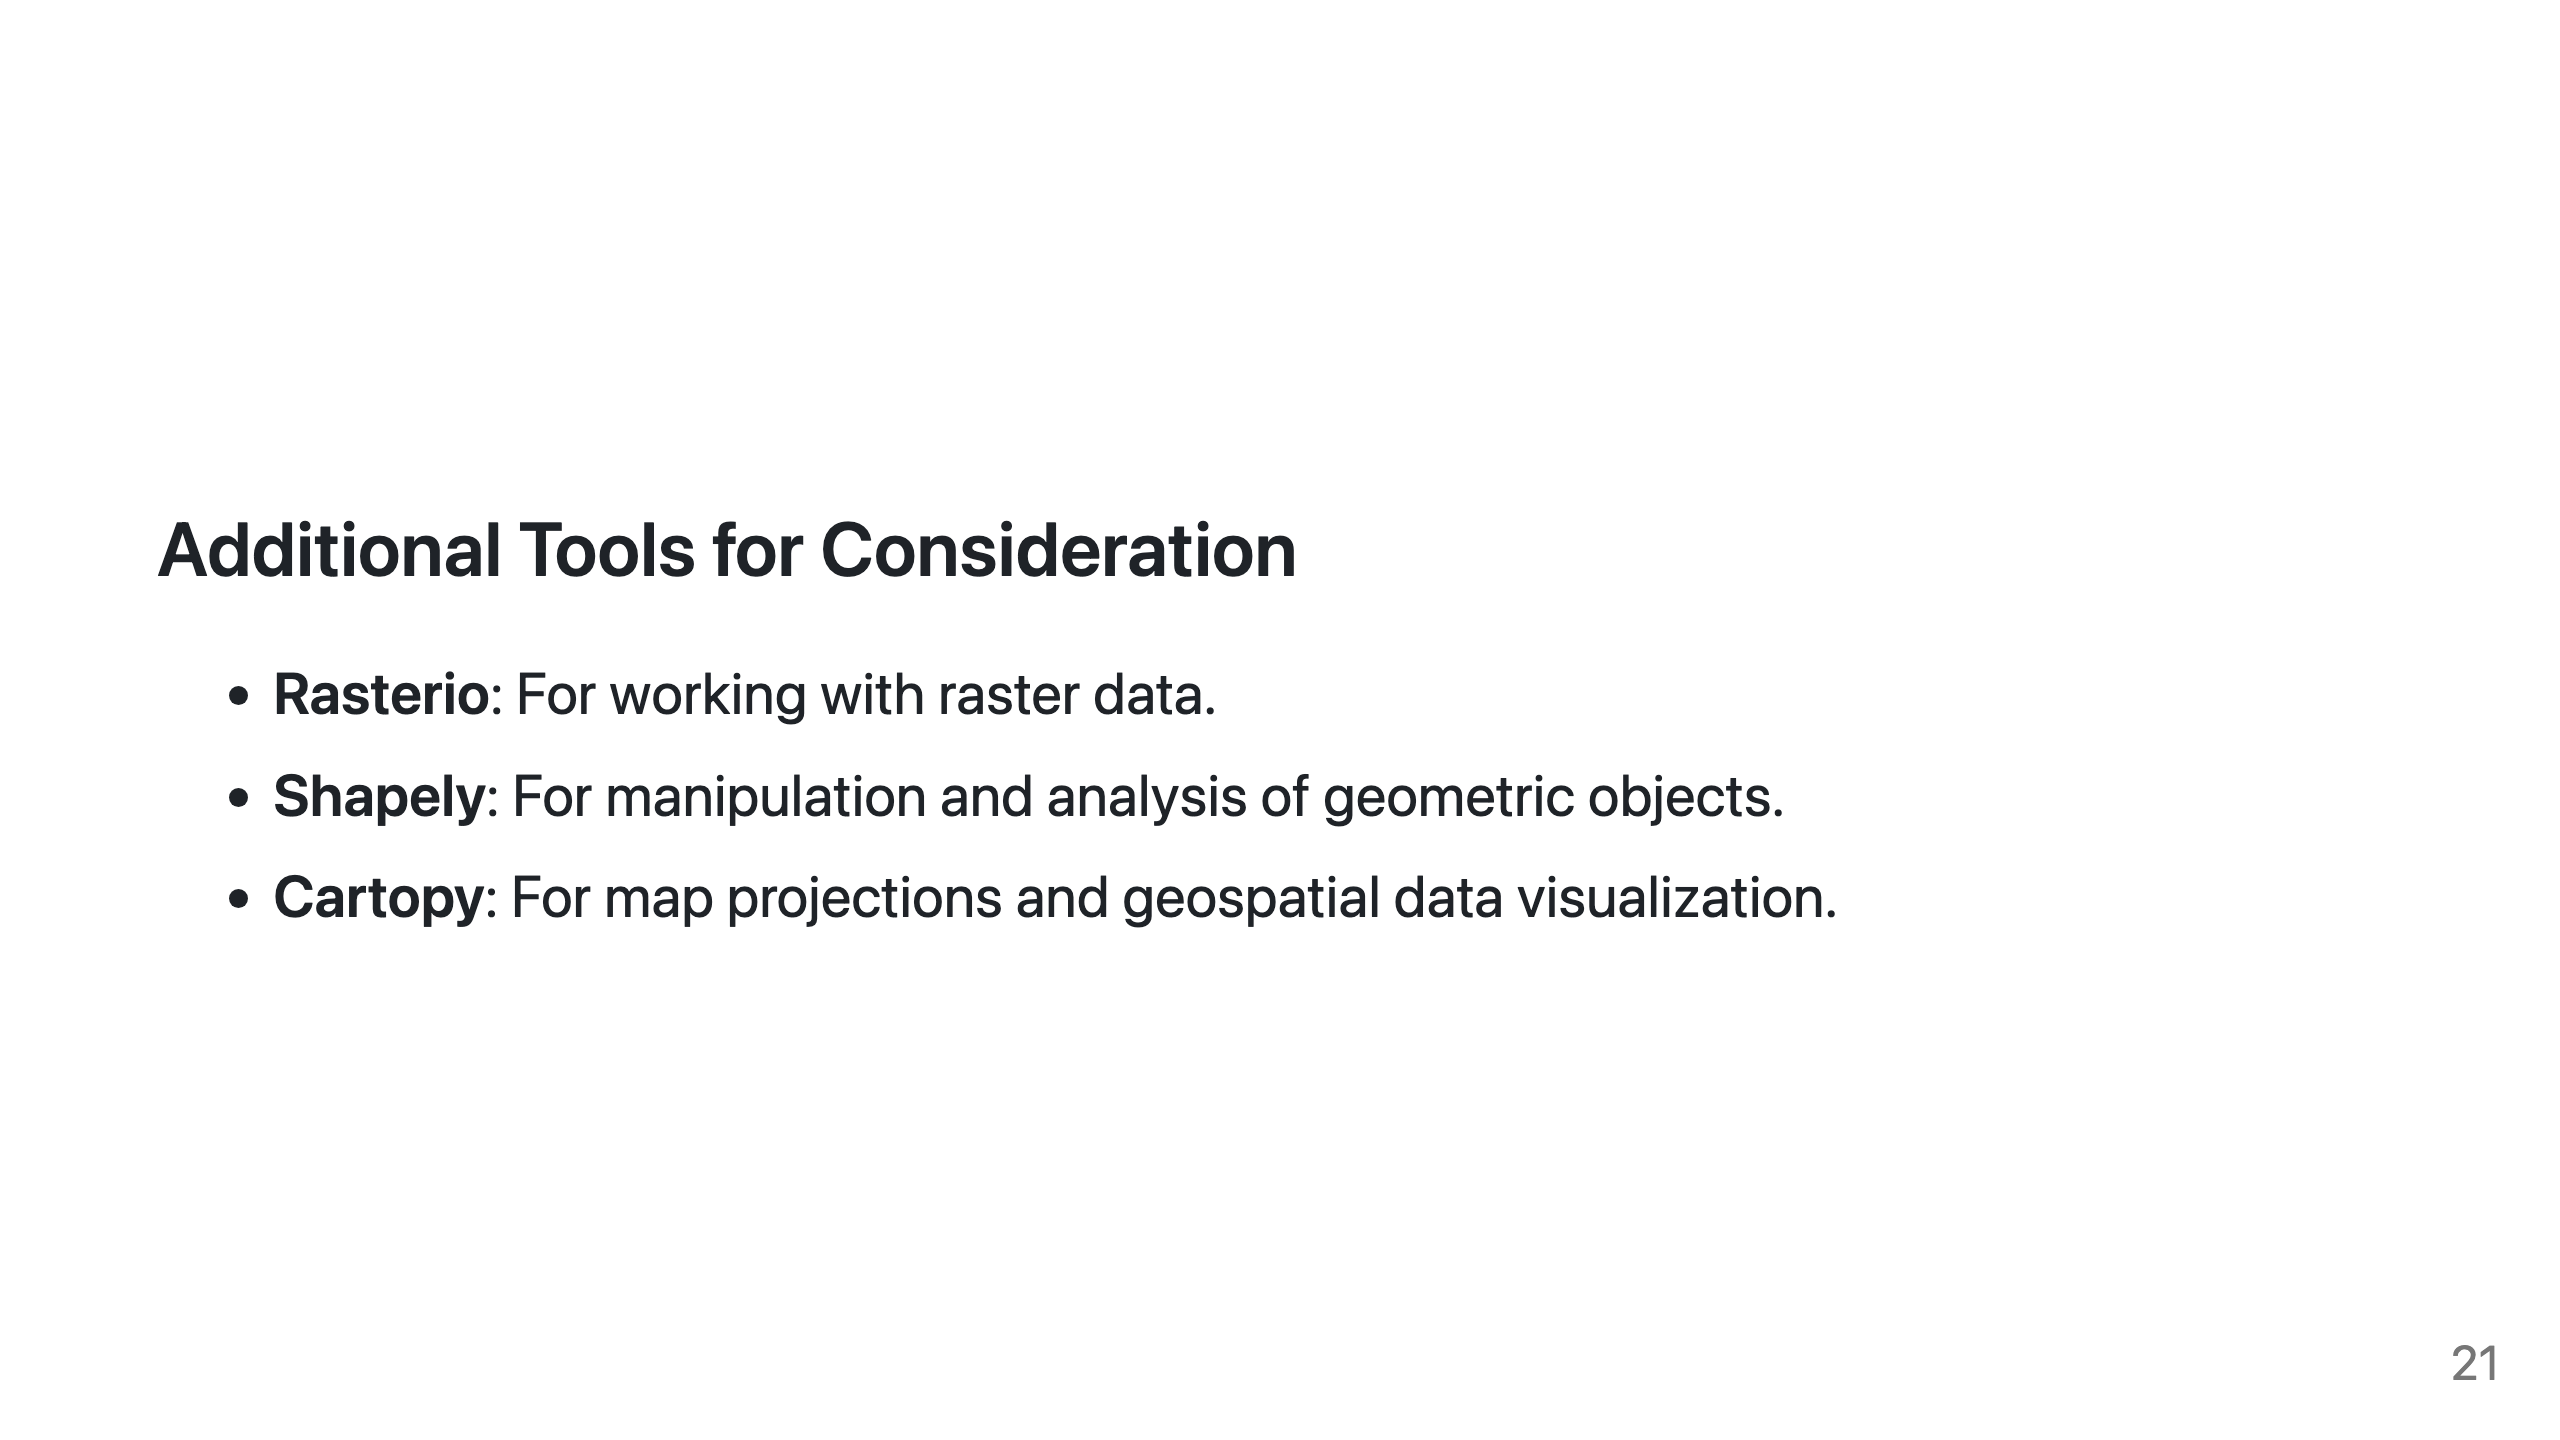 Additional Tools for Consideration
• Rasterio: For working with raster data.
• Shapely: For manipulation and analysis of geometric objects.
• Cartopy: For map projections and geospatial data visualization.
21